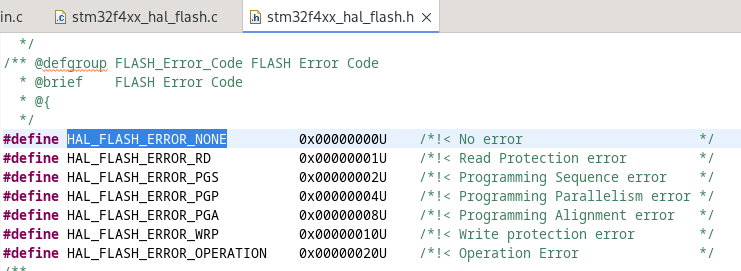 in.c stm32f4xx_hal_flash.c stm32f4xx_hal_flash.h
*/
/** @defgroup FLASH_Error_Code FLASH Error Code
* @brief FLASH Error Code
* @{
*/
#define HAL_FLASH_ERROR_NONE 0x00000000U /*!< No error */
#define HAL_FLASH_ERROR_RD 0x00000001U /*!< Read Protection error */
#define HAL_FLASH_ERROR_PGS 0x00000002U /*!< Programming Sequence error */
#define HAL_FLASH_ERROR_PGP 0x00000004U /*!< Programming Parallelism error */
#define HAL_FLASH_ERROR_PGA 0x00000008U /*!< Programming Alignment error */
#define HAL_FLASH_ERROR_WRP 0x00000010U /*!< Write protection error */
#define HAL_FLASH_ERROR_OPERATION 0x00000020U /*!< Operation Error */
/**